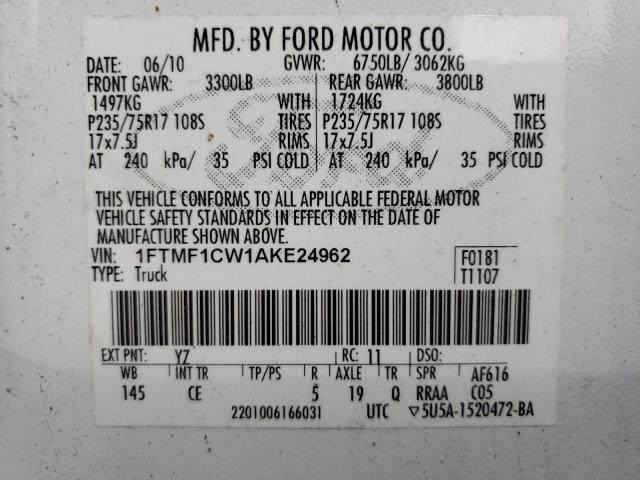 MFD. BY FORD MOTOR CO.
DATE: 06/10 GVWR: 6750LB/ 3062KG
FRONT GAWR: 3300LB REAR GAWR: 3800LB
1497KG WITH 1724KG WITH
P235/75R17 108S TIRES P235/75R17 108S TIRES
17x7.5J RIMS 17x7.5J RIMS
AT 240 kPa/ 35 PSI COLD AT 240 kPa/ 35 PSI COLD
THIS VEHICLE CONFORMS TO ALL APPLICABLE FEDERAL MOTOR
VEHICLE SAFETY STANDARDS IN EFFECT ON THE DATE OF
MANUFACTURE SHOWN ABOVE.
VIN: 1FTMF1CW1AKE24962 F0181
TYPE: Truck T1107
EXT PNT: YZ RC: 11 DSO:
WB INT TR TP/PS R AXLE TR SPR AF616
145 CE 5 19 Q RRAA C05
2201006166031 UTC ▽5U5A-1520472-BA
Ford